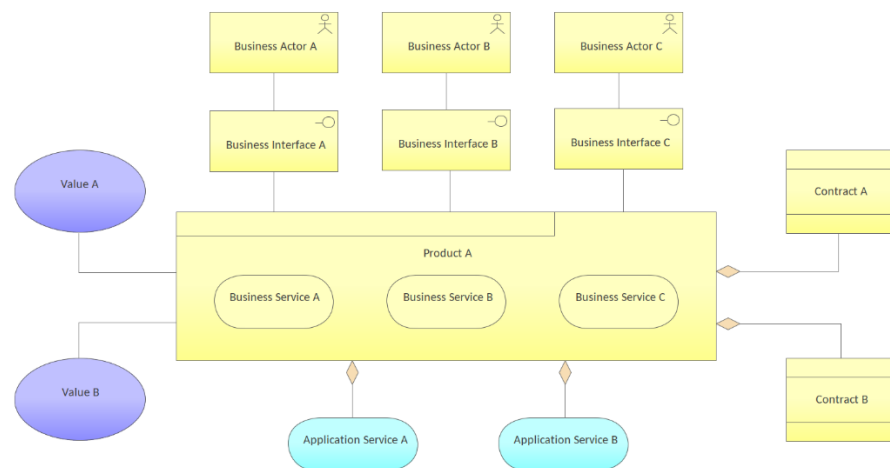 Business Actor A
Business Actor B
Business Actor C
Business Interface A
Business Interface B
Business Interface C
Value A
Contract A
Product A
Business Service A
Business Service B
Business Service C
Value B
Contract B
Application Service A
Application Service B